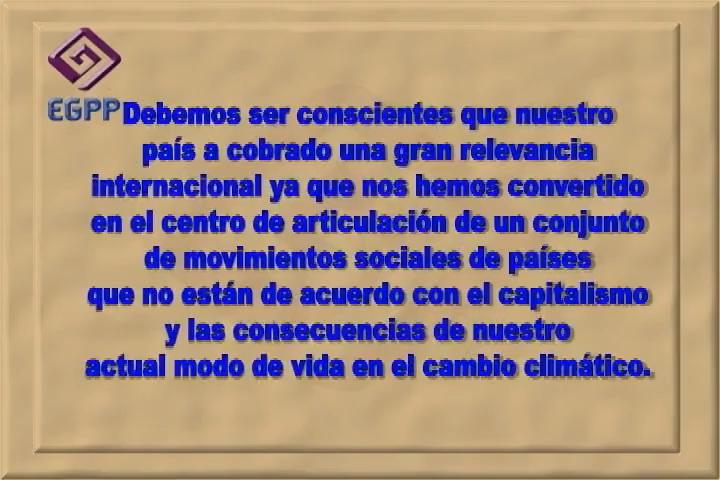 EGPP
Debemos ser conscientes que nuestro
país a cobrado una gran relevancia
internacional ya que nos hemos convertido
en el centro de articulación de un conjunto
de movimientos sociales de países
que no están de acuerdo con el capitalismo
y las consecuencias de nuestro
actual modo de vida en el cambio climático.